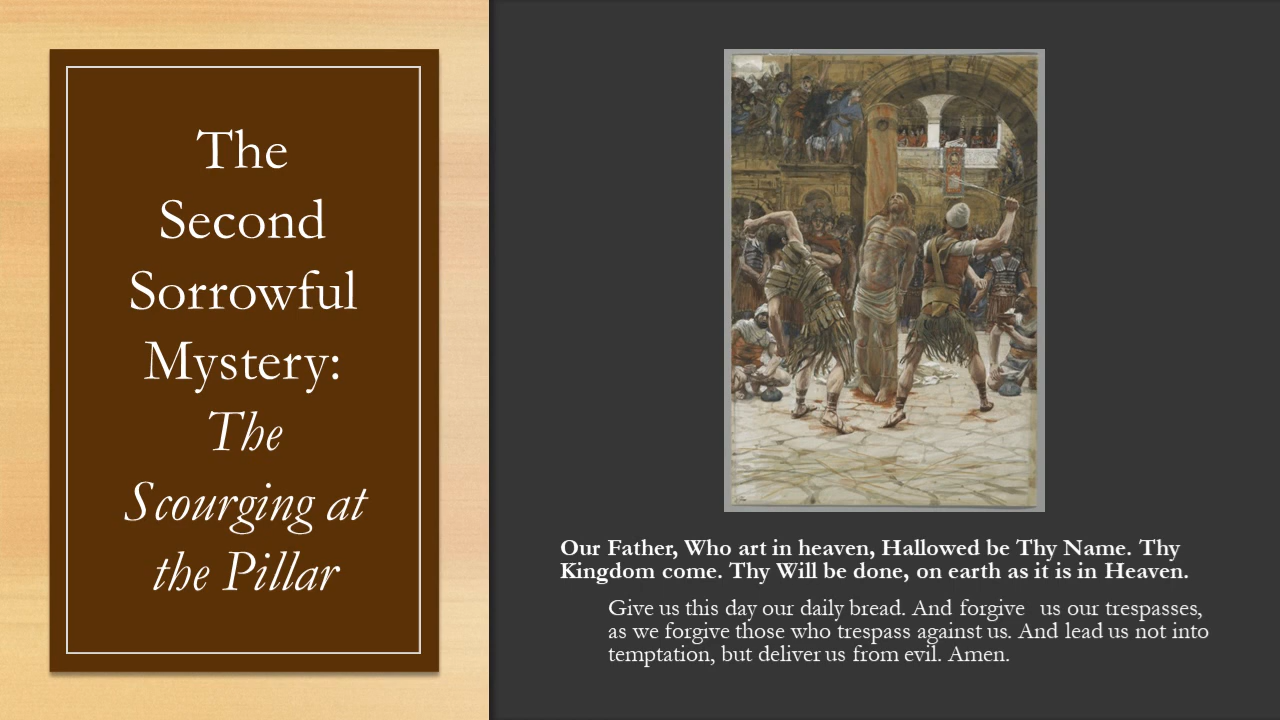 The
Second
Sorrowful
Mystery:
The
Scourging at
the Pillar
Our Father, Who art in heaven, Hallowed be Thy Name. Thy
Kingdom come. Thy Will be done, on earth as it is in Heaven.
Give us this day our daily bread. And forgive us our trespasses,
as we forgive those who trespass against us. And lead us not into
temptation, but deliver us from evil. Amen.